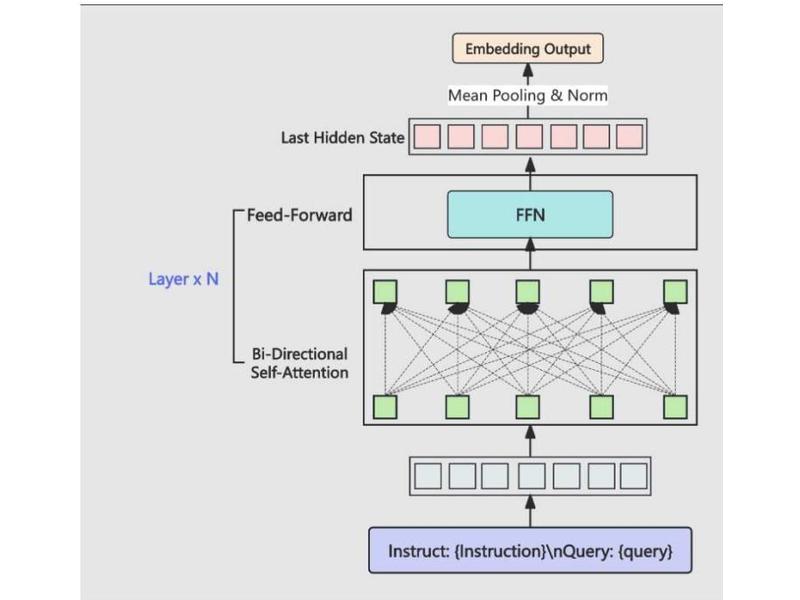 Embedding Output
Mean Pooling & Norm
Last Hidden State
Feed-Forward
FFN
Layer x N
Bi-Directional
Self-Attention
Instruct: {Instruction}\nQuery: {query}